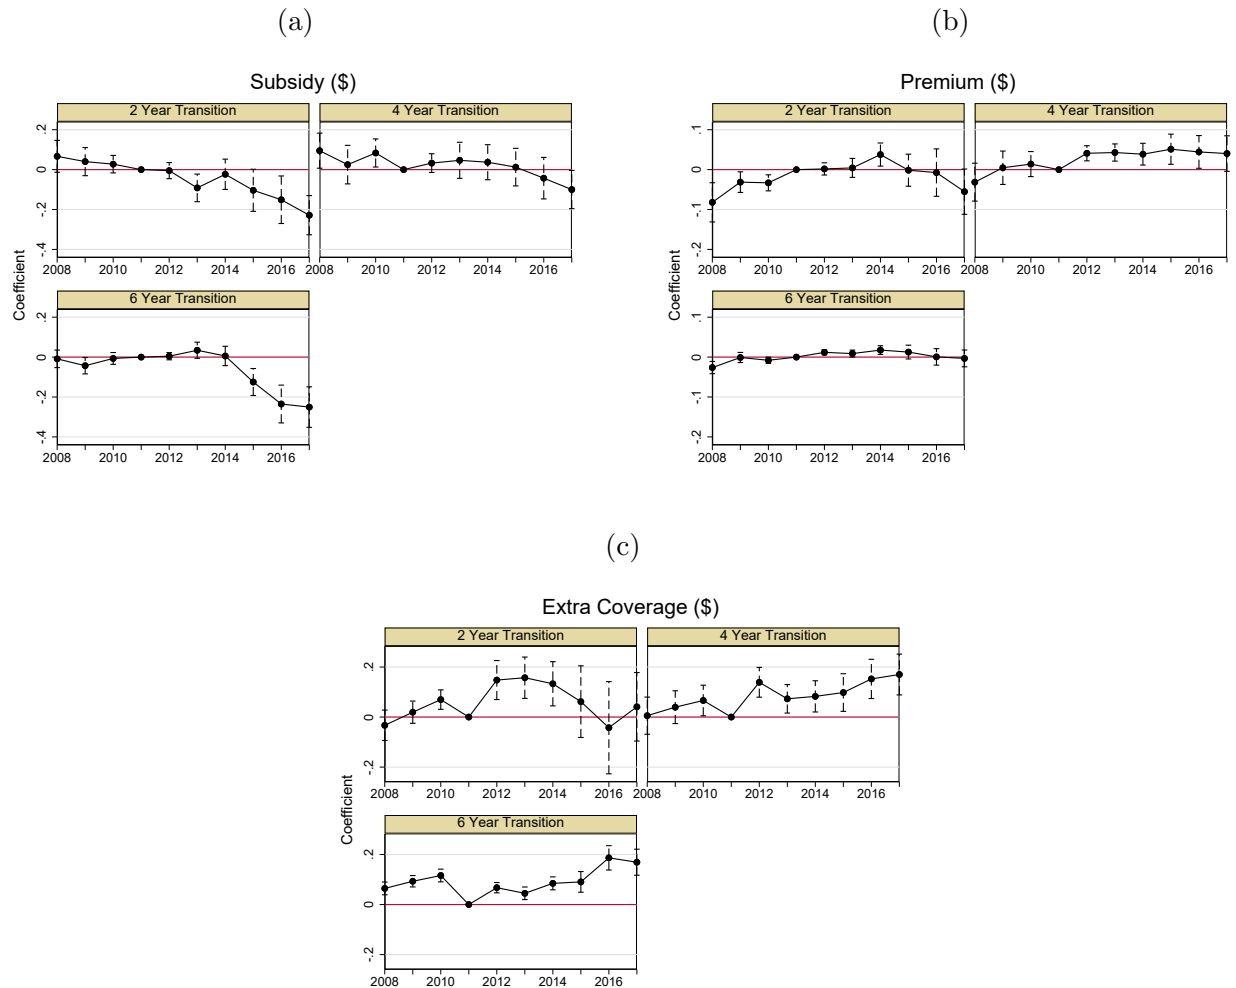 (a)
Subsidy ($)
2 Year Transition
4 Year Transition
.2
0
-.2
-.4
2008 2010 2012 2014 2016 2008 2010 2012 2014 2016
6 Year Transition
.2
0
-.2
-.4
2008 2010 2012 2014 2016
Coefficient
(b)
Premium ($)
2 Year Transition
4 Year Transition
.1
0
-.1
-.2
2008 2010 2012 2014 2016 2008 2010 2012 2014 2016
6 Year Transition
.1
0
-.1
-.2
2008 2010 2012 2014 2016
Coefficient
(c)
Extra Coverage ($)
2 Year Transition
4 Year Transition
.2
0
-.2
2008 2010 2012 2014 2016 2008 2010 2012 2014 2016
6 Year Transition
.2
0
-.2
2008 2010 2012 2014 2016
Coefficient